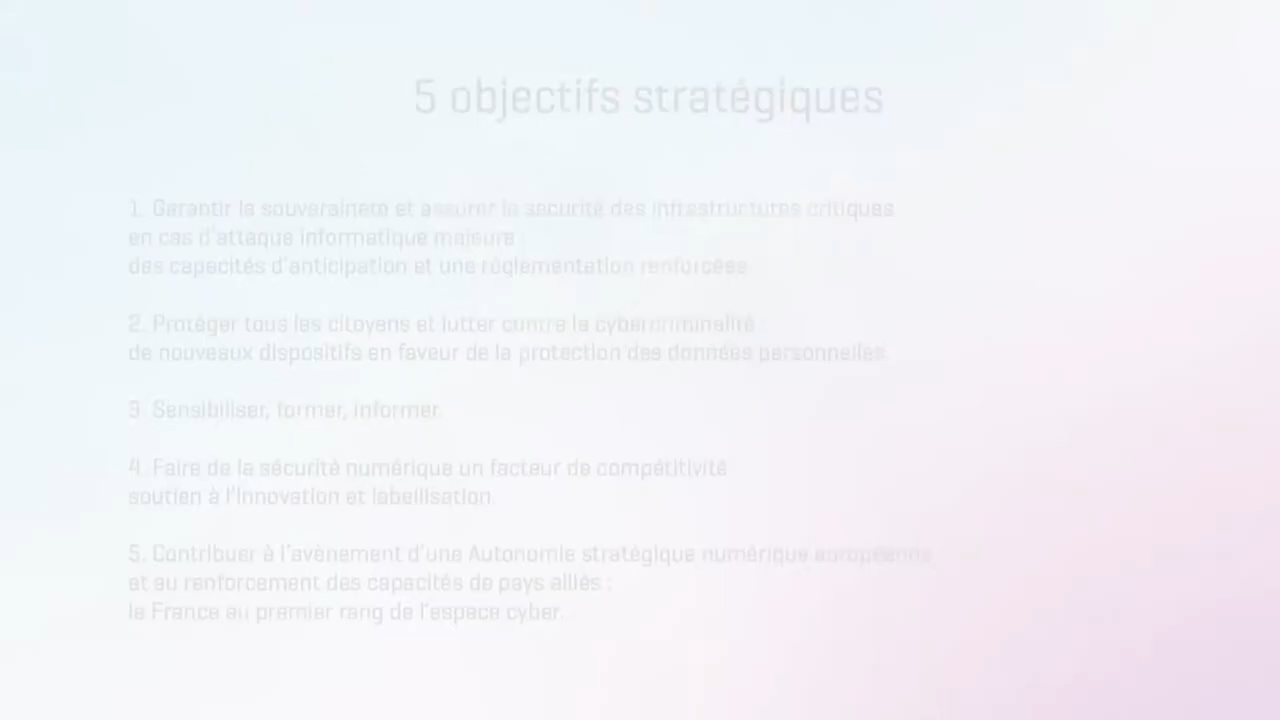 5 objectifs stratégiques
1. Garantir la souveraineté et assurer la sécurité des infrastructures critiques
en cas d'attaque informatique majeure :
des capacités d'anticipation et une réglementation renforcées.
2. Protéger tous les citoyens et lutter contre la cybercriminalité :
de nouveaux dispositifs en faveur de la protection des données personnelles.
3. Sensibiliser, former, informer.
4. Faire de la sécurité numérique un facteur de compétitivité
soutien à l'innovation et labellisation.
5. Contribuer à l'avènement d'une Autonomie stratégique numérique européenne
et au renforcement des capacités de pays alliés :
la France au premier rang de l'espace cyber.